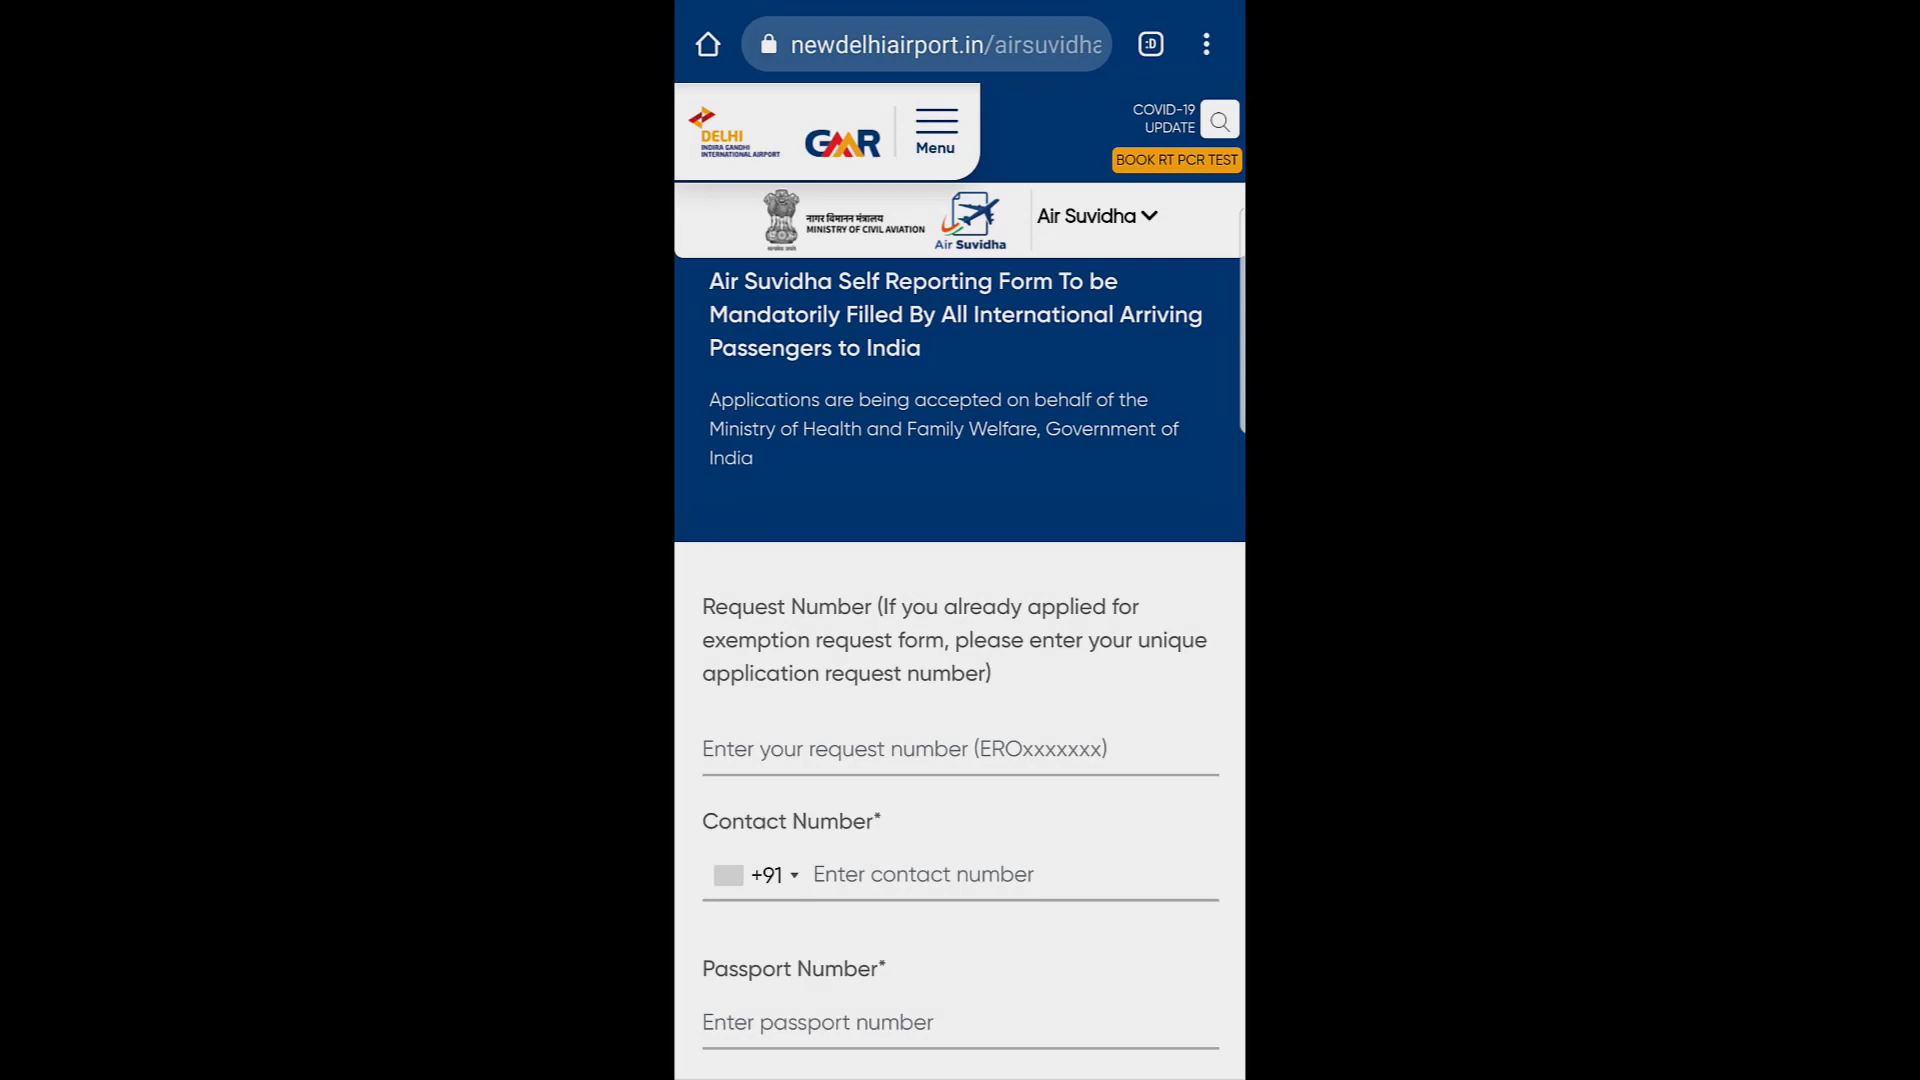 newdelhiairport.in/airsuvidha
:D
DELHI
INDIRA GANDHI
INTERNATIONAL AIRPORT
GMR
Menu
COVID-19
UPDATE
BOOK RT PCR TEST
नागर विमानन मंत्रालय
MINISTRY OF CIVIL AVIATION
Air Suvidha
Air Suvidha
Air Suvidha Self Reporting Form To be
Mandatorily Filled By All International Arriving
Passengers to India
Applications are being accepted on behalf of the
Ministry of Health and Family Welfare, Government of
India
Request Number (If you already applied for
exemption request form, please enter your unique
application request number)
Enter your request number (EROxxxxxxx)
Contact Number*
+91 Enter contact number
Passport Number*
Enter passport number